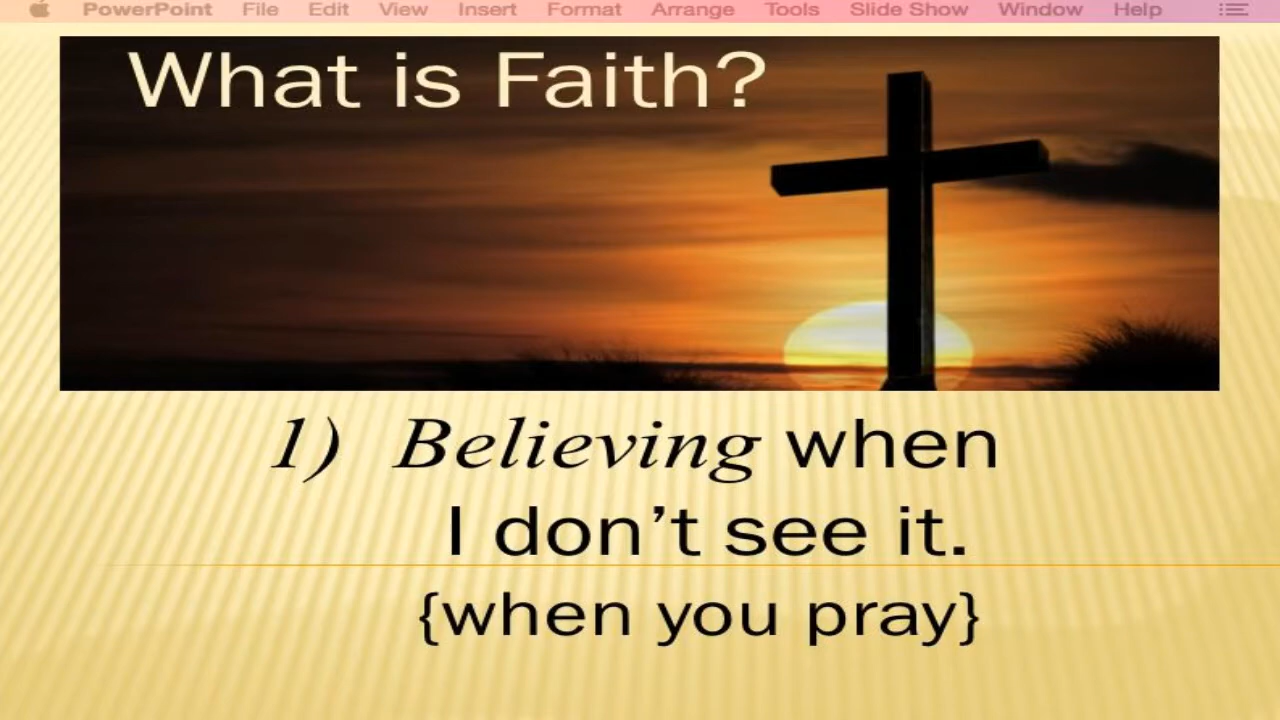 PowerPoint File Edit View Insert Format Arrange Tools Slide Show Window Help
What is Faith?
1) Believing when
I don’t see it.
{when you pray}